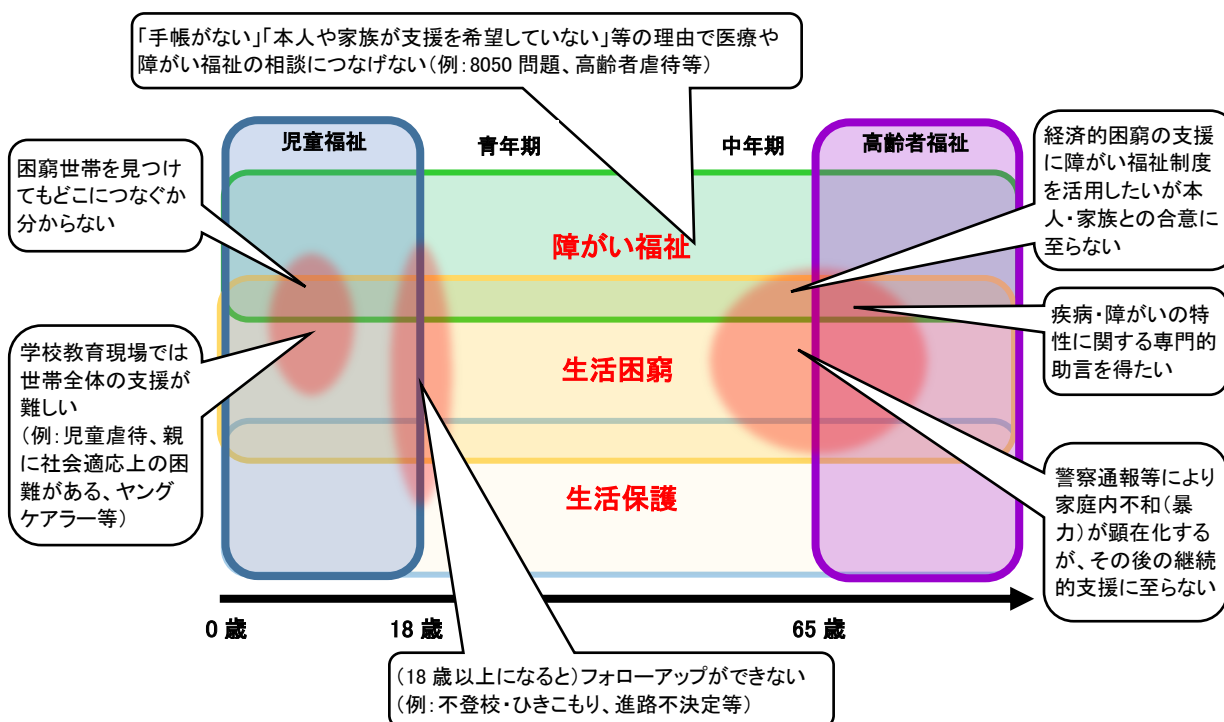 「手帳がない」「本人や家族が支援を希望していない」等の理由で医療や
障がい福祉の相談につなげない(例:8050 問題、高齢者虐待等)
児童福祉
青年期
中年期
高齢者福祉
困窮世帯を見つけ
てもどこにつなぐか
分からない
経済的困窮の支援
に障がい福祉制度
を活用したいが本
人・家族との合意に
至らない
障がい福祉
疾病・障がいの特
性に関する専門的
助言を得たい
学校教育現場では
世帯全体の支援が
難しい
(例:児童虐待、親
に社会適応上の困
難がある、ヤング
ケアラー等)
生活困窮
生活保護
警察通報等により
家庭内不和(暴
力)が顕在化する
が、その後の継続
的支援に至らない
0 歳
18 歳
65 歳
(18 歳以上になると)フォローアップができない
(例:不登校・ひきこもり、進路不決定等)